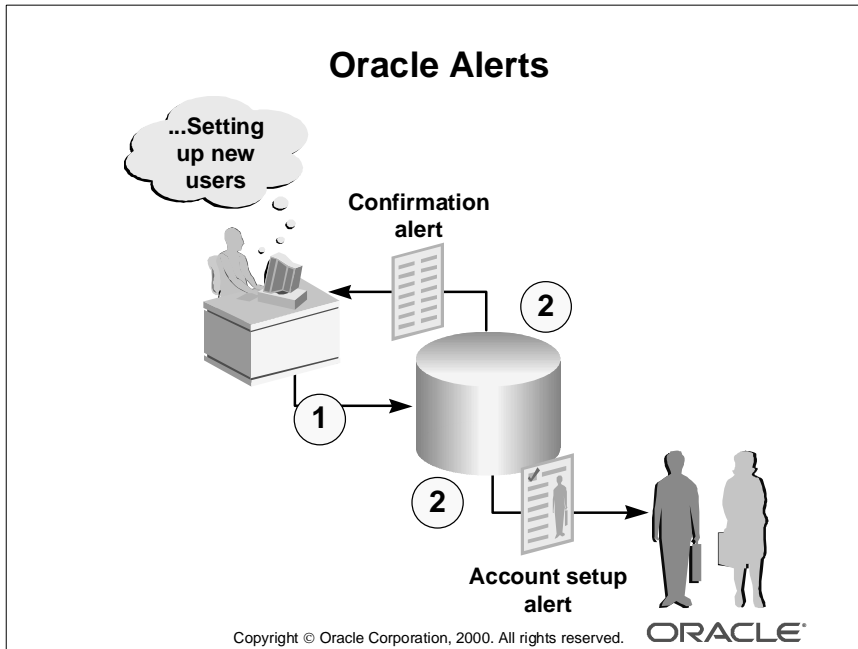 Oracle Alerts
...Setting
up new
users
Confirmation
alert
2
1
2
Account setup
alert
Copyright © Oracle Corporation, 2000. All rights reserved.
ORACLE®